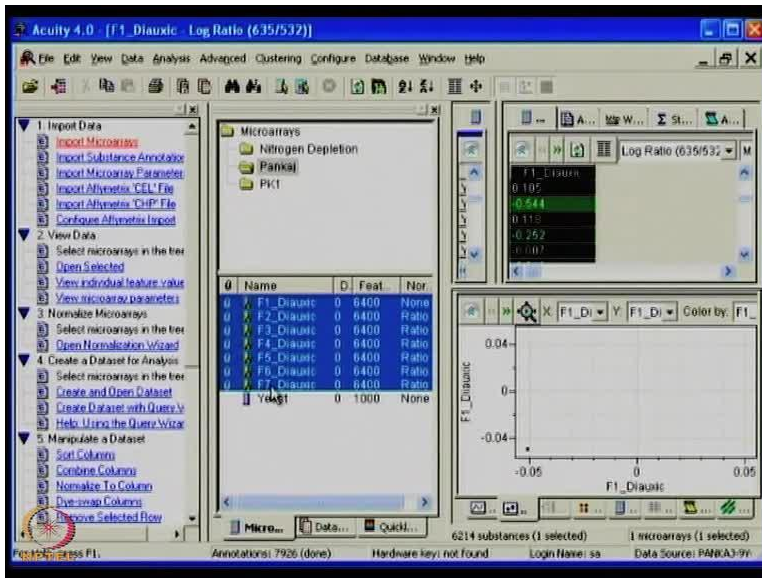 Acuity 4.0 - [F1_Diauxic - Log Ratio (635/532)]
File Edit View Data Analysis Advanced Clustering Configure Database Window Help
1. Import Data
Import Microarrays
Import Substance Annotation
Import Microarray Parameter
Import Affymetrix 'CEL' File
Import Affymetrix 'CHP' File
Configure Affymetrix Import
2. View Data
Select microarrays in the tree
Open Selected
View individual feature value
View microarray parameters
3. Normalize Microarrays
Select microarrays in the tree
Open Normalization Wizard
4. Create a Dataset for Analysis
Select microarrays in the tree
Create and Open Dataset
Create Dataset with Query W
Help: Using the Query Wizar
5. Manipulate a Dataset
Sort Columns
Combine Columns
Normalize To Column
Dye-swap Columns
Remove Selected Row
Microarrays
Nitrogen Depletion
Pankaj
PK1
Name D. Feat... Nor...
F1_Diauxic 0 6400 None
F2_Diauxic 0 6400 Ratio
F3_Diauxic 0 6400 Ratio
F4_Diauxic 0 6400 Ratio
F5_Diauxic 0 6400 Ratio
F6_Diauxic 0 6400 Ratio
F7_Diauxic 0 6400 Ratio
Yeast 0 1000 None
Micro... Data... Quickl...
... A... W... St... A...
Log Ratio (635/532 M
F1_Diauxic
0.105
-0.544
0.118
-0.252
X: F1_Di Y: F1_Di Color by: F1_
0.04
0
-0.04
F1_Diauxic
-0.05 0 0.05
F1_Diauxic
6214 substances (1 selected) 1 microarrays (1 selected)
press F1. Annotations: 7926 (done) Hardware key: not found Login Name: sa Data Source: PANKAJ-9Y